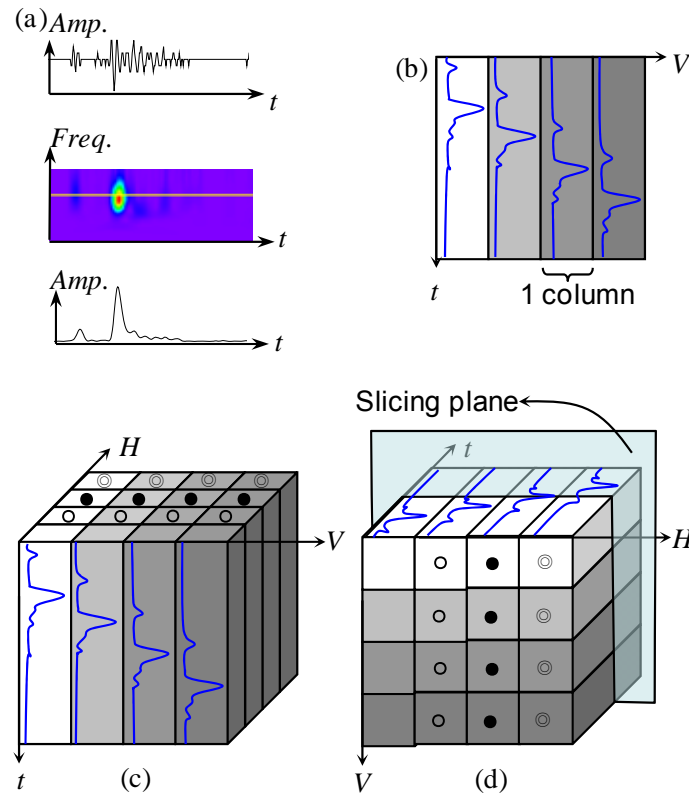 (a)
Amp.
t
Freq.
t
Amp.
t
(b)
V
t
1 column
H
V
t
(c)
Slicing plane
t
H
V
(d)